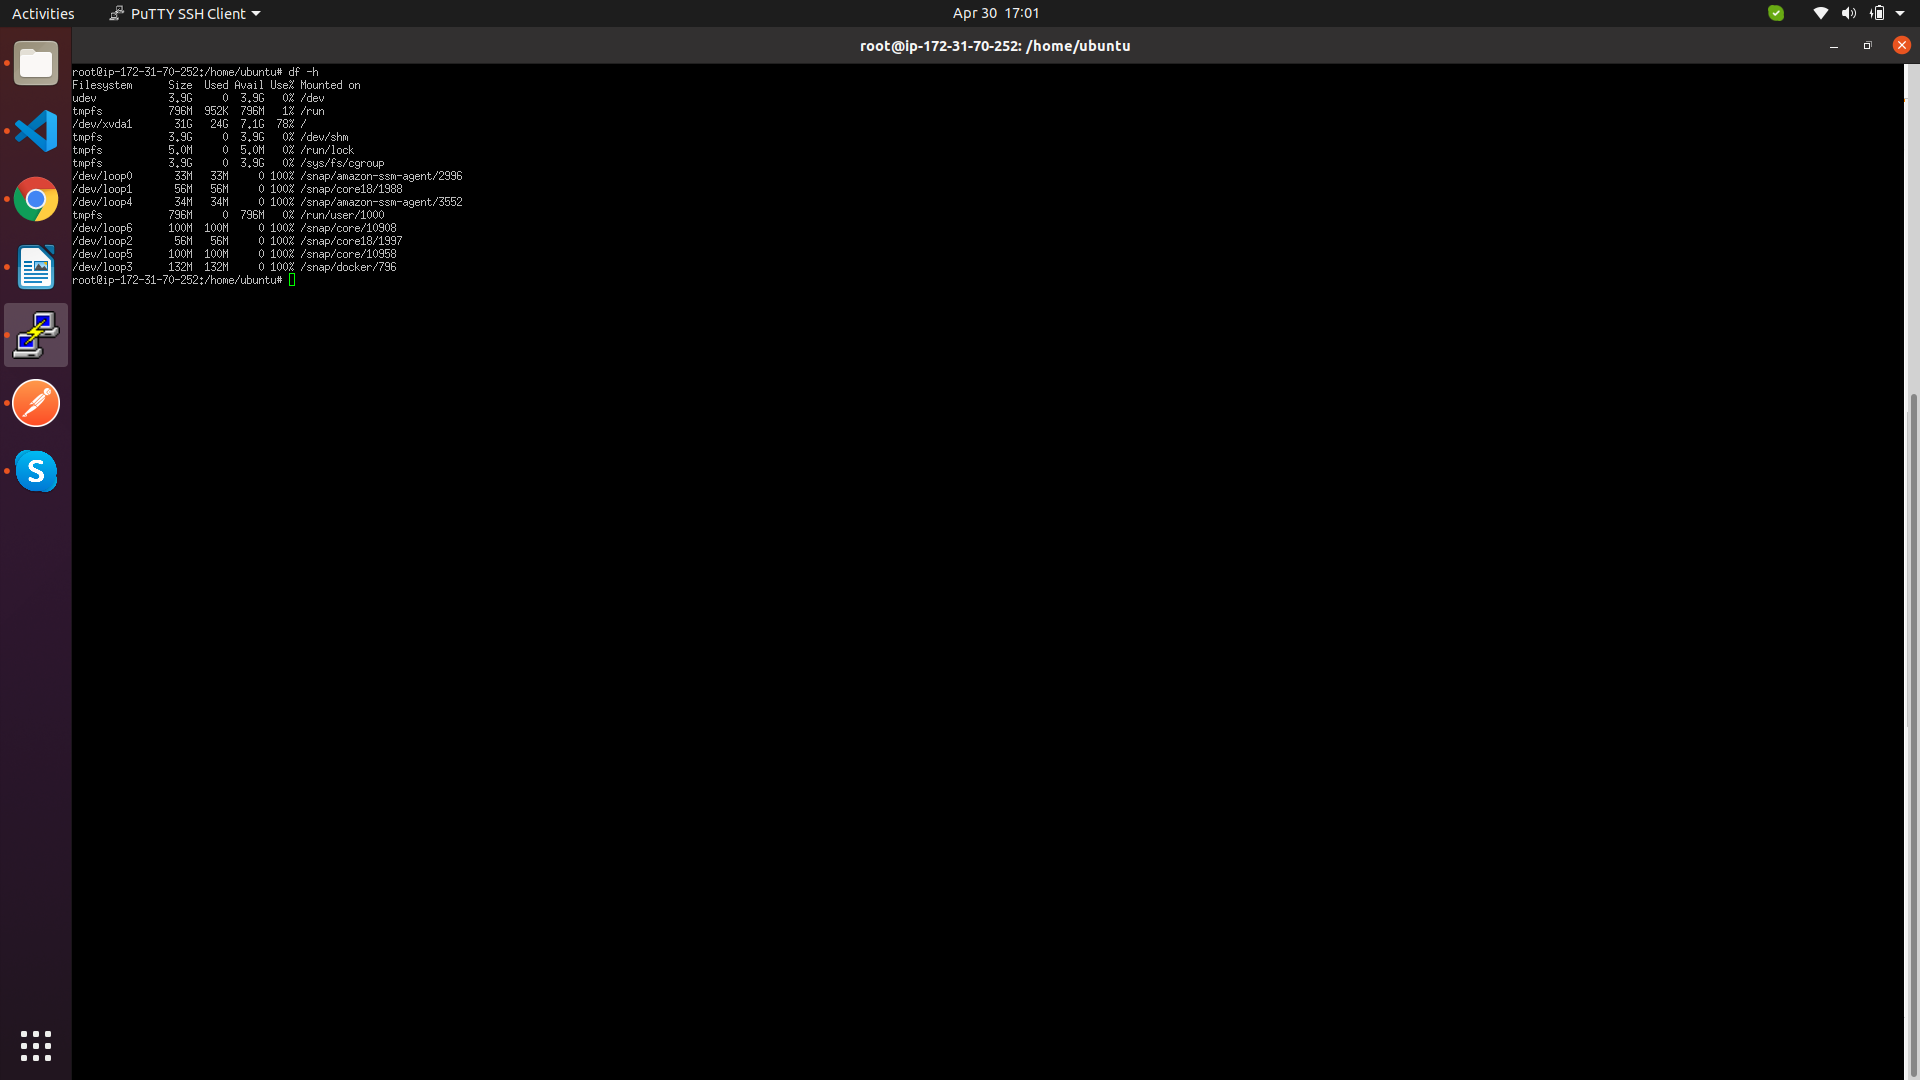 Activities PuTTY SSH Client Apr 30 17:01
root@ip-172-31-70-252: /home/ubuntu
root@ip-172-31-70-252:/home/ubuntu# df -h
Filesystem      Size  Used Avail Use% Mounted on
udev            3.9G     0  3.9G   0% /dev
tmpfs           796M  952K  796M   1% /run
/dev/xvda1       31G   24G  7.1G  78% /
tmpfs           3.9G     0  3.9G   0% /dev/shm
tmpfs           5.0M     0  5.0M   0% /run/lock
tmpfs           3.9G     0  3.9G   0% /sys/fs/cgroup
/dev/loop0       33M   33M     0 100% /snap/amazon-ssm-agent/2996
/dev/loop1       56M   56M     0 100% /snap/core18/1988
/dev/loop4       34M   34M     0 100% /snap/amazon-ssm-agent/3552
tmpfs           796M     0  796M   0% /run/user/1000
/dev/loop6      100M  100M     0 100% /snap/core/10908
/dev/loop2       56M   56M     0 100% /snap/core18/1997
/dev/loop5      100M  100M     0 100% /snap/core/10958
/dev/loop3      132M  132M     0 100% /snap/docker/796
root@ip-172-31-70-252:/home/ubuntu#
S